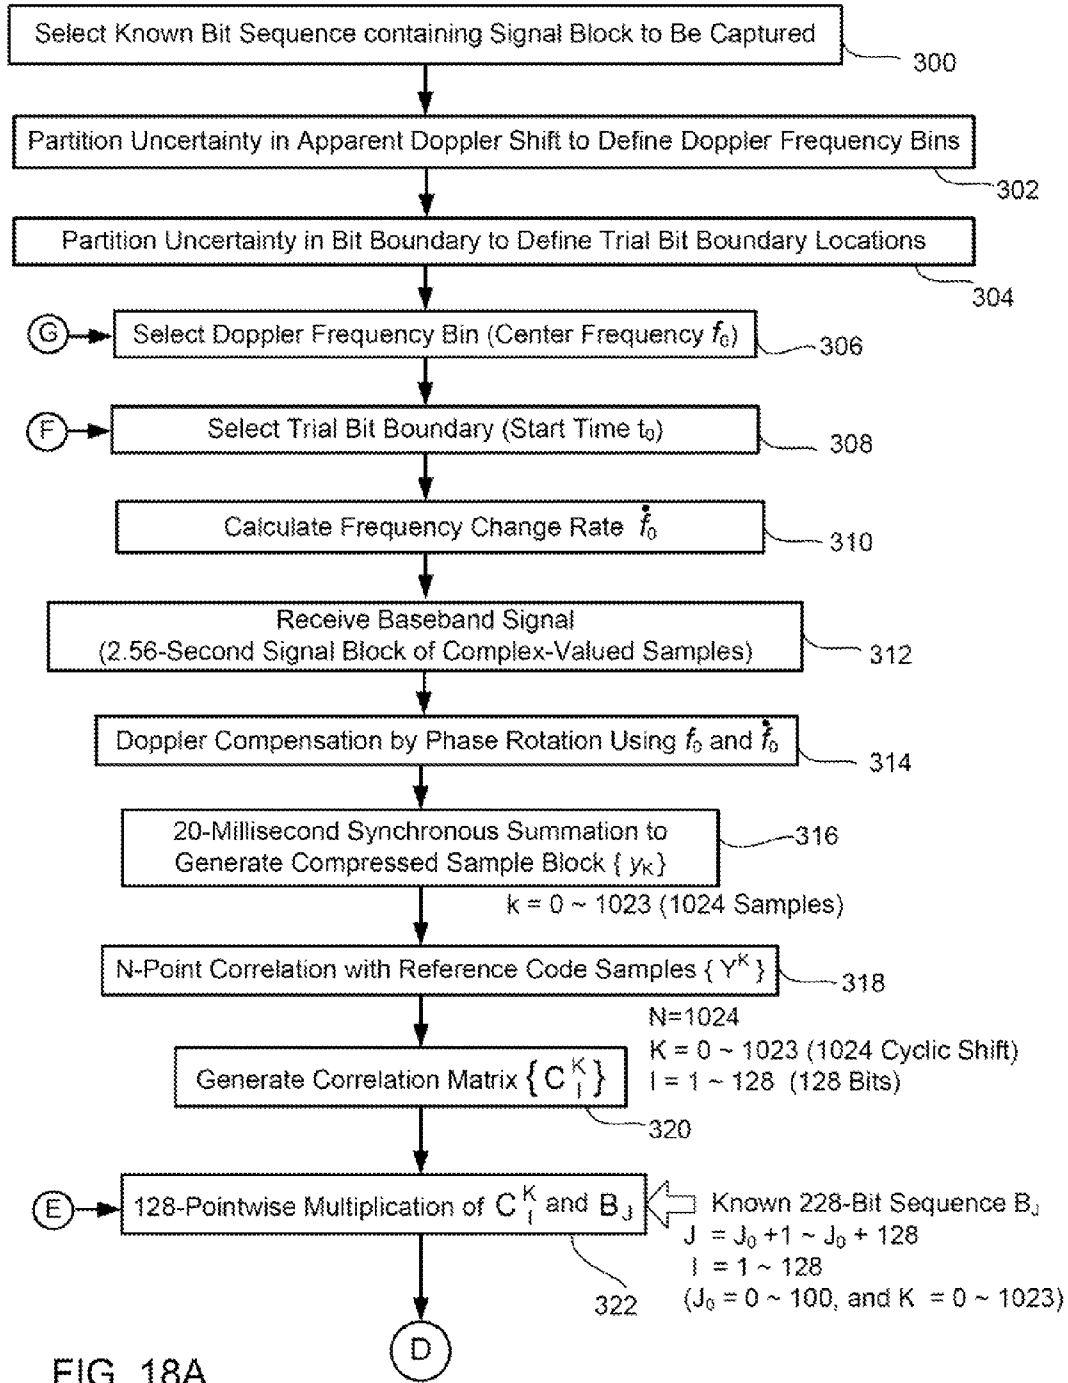 Select Known Bit Sequence containing Signal Block to Be Captured
300
Partition Uncertainty in Apparent Doppler Shift to Define Doppler Frequency Bins
302
Partition Uncertainty in Bit Boundary to Define Trial Bit Boundary Locations
304
G
Select Doppler Frequency Bin (Center Frequency f₀)
306
F
Select Trial Bit Boundary (Start Time t₀)
308
Calculate Frequency Change Rate ḟ₀
310
Receive Baseband Signal
(2.56-Second Signal Block of Complex-Valued Samples)
312
Doppler Compensation by Phase Rotation Using f₀ and ḟ₀
314
20-Millisecond Synchronous Summation to
Generate Compressed Sample Block { yK}
316
k = 0 ~ 1023 (1024 Samples)
N-Point Correlation with Reference Code Samples { Y^K }
318
N=1024
K = 0 ~ 1023 (1024 Cyclic Shift)
I = 1 ~ 128 (128 Bits)
Generate Correlation Matrix { C_I^K }
320
E
128-Pointwise Multiplication of C_I^K and B_J
322
Known 228-Bit Sequence B_J
J = J₀ +1 ~ J₀ + 128
I = 1 ~ 128
(J₀ = 0 ~ 100, and K = 0 ~ 1023)
D
FIG. 18A